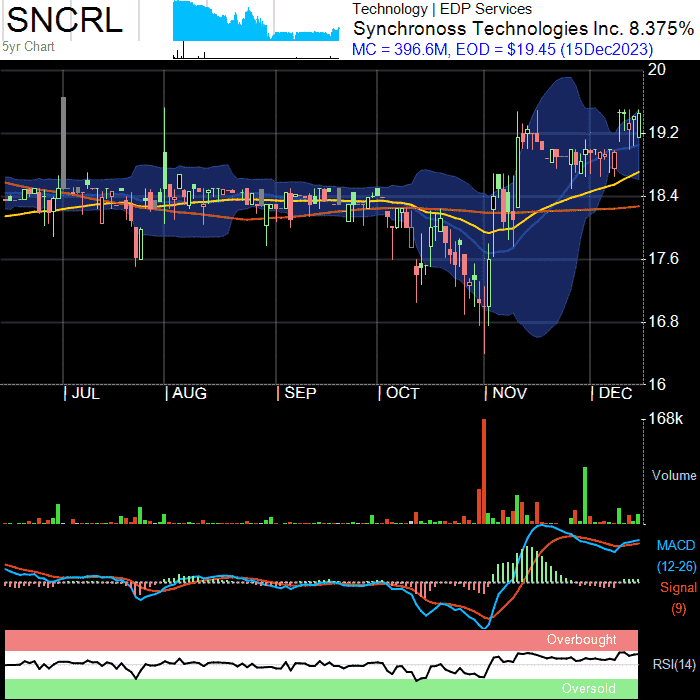 SNCRL
5yr Chart
Technology | EDP Services
Synchronoss Technologies Inc. 8.375%
MC = 396.6M, EOD = $19.45 (15Dec2023)
20
19.2
18.4
17.6
16.8
16
| JUL | AUG | SEP | OCT | NOV | DEC
168k
Volume
MACD
(12-26)
Signal
(9)
Overbought
RSI(14)
Oversold